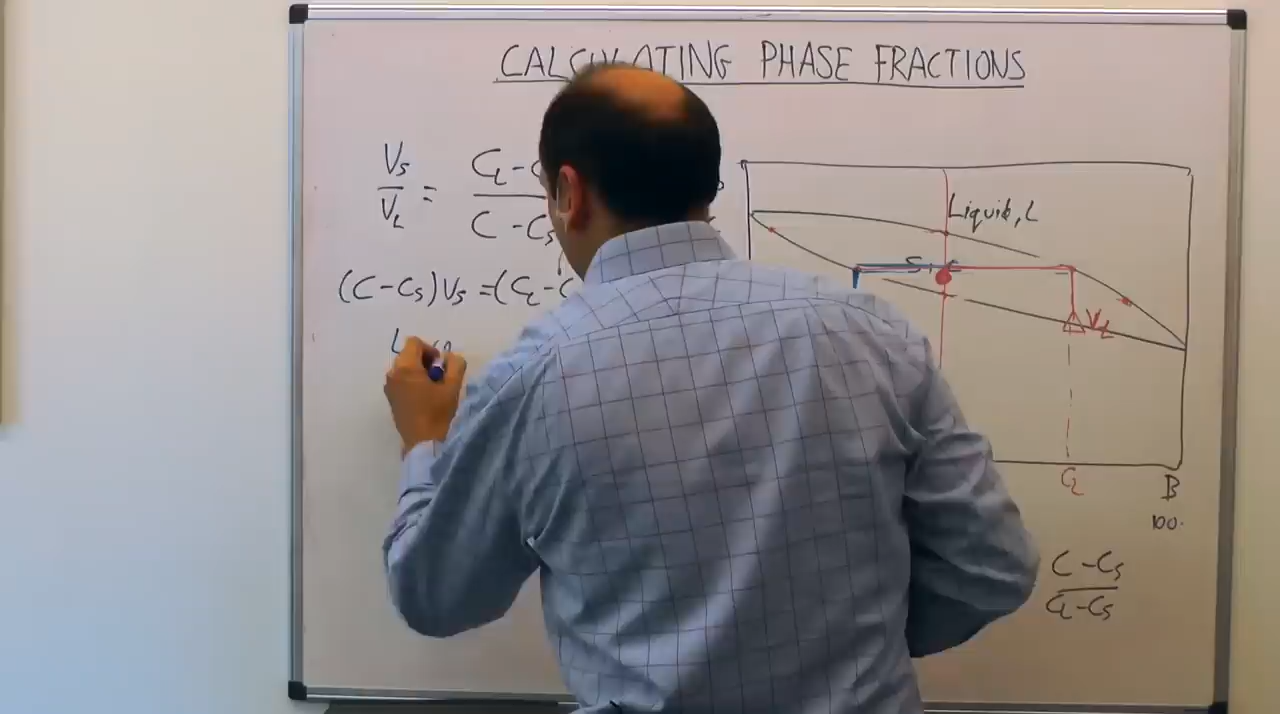 CALCULATING PHASE FRACTIONS
Vs
VL
=
CL -
C - Cs
(C-Cs)Vs = (CL-C
Liquid, L
S+L
VL
CL
B
100.
C - Cs
CL - Cs